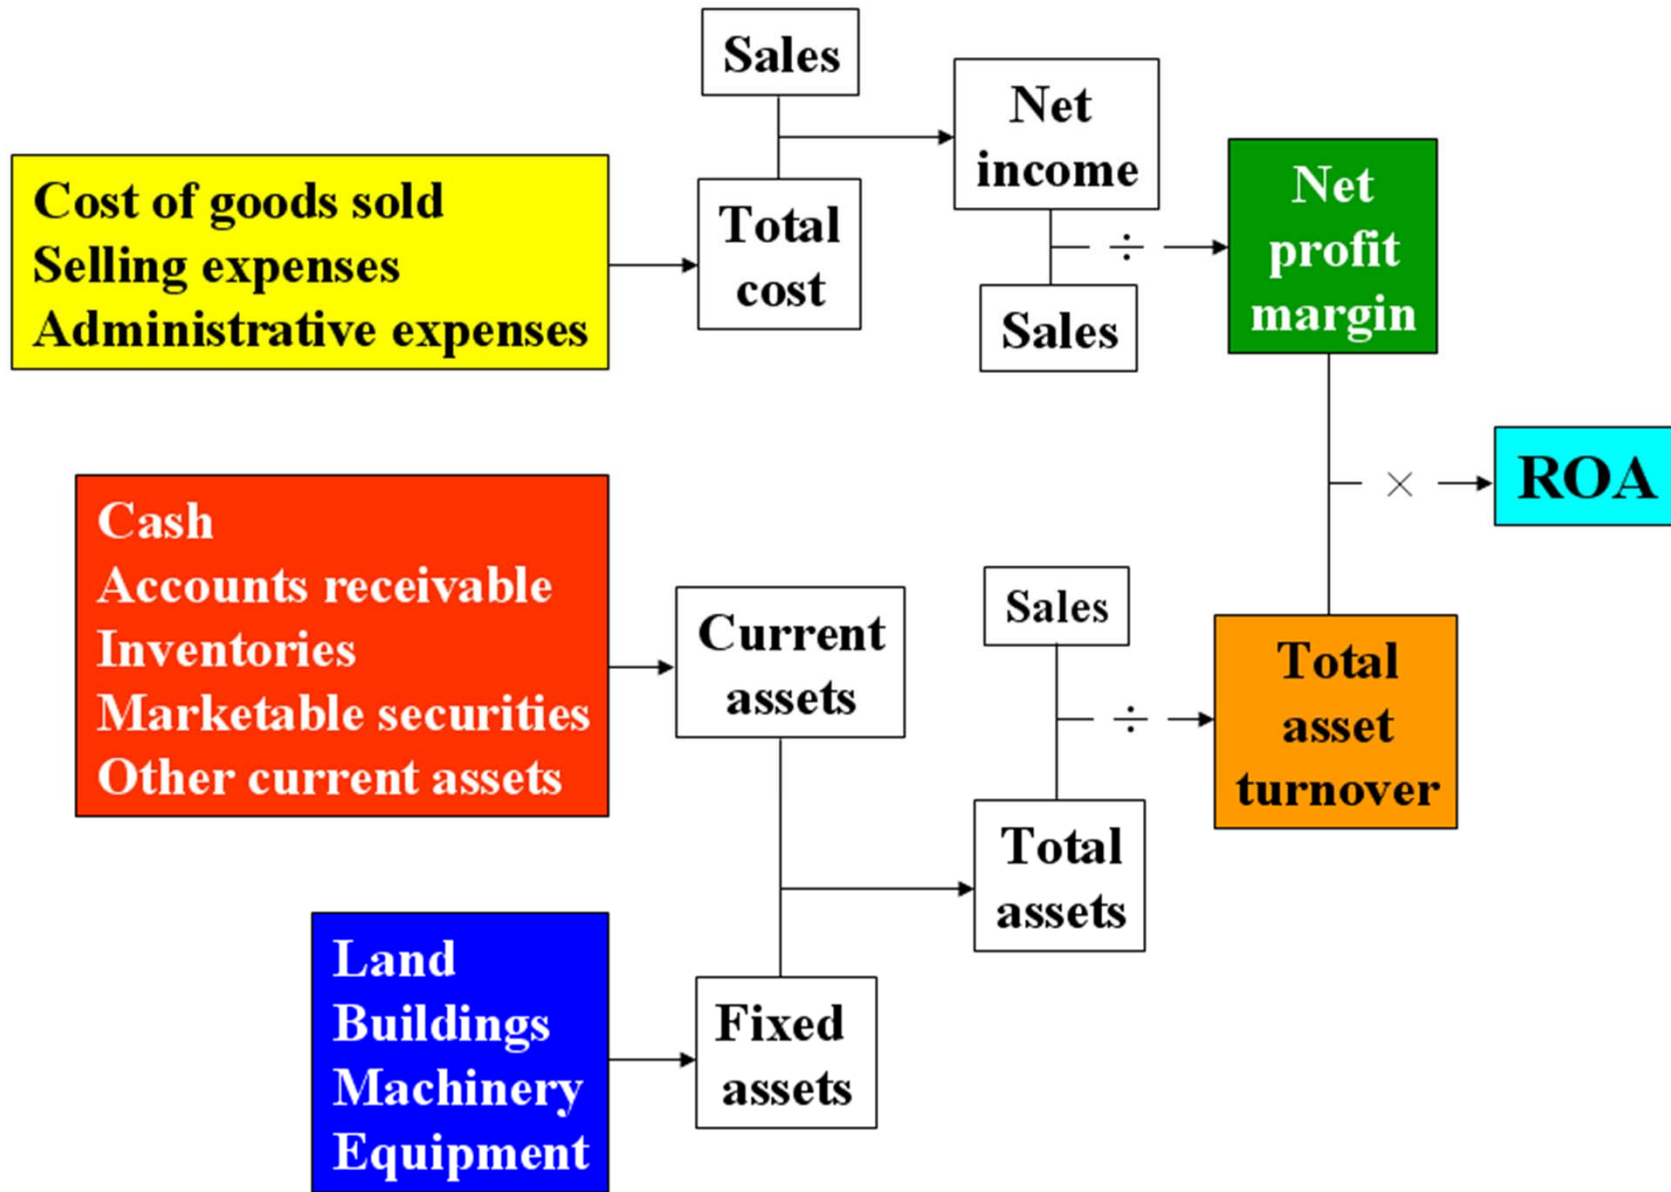 Sales
Net
income
Cost of goods sold
Selling expenses
Administrative expenses
Total
cost
÷
Sales
Net
profit
margin
×
ROA
Cash
Accounts receivable
Inventories
Marketable securities
Other current assets
Current
assets
Sales
÷
Total
asset
turnover
Total
assets
Land
Buildings
Machinery
Equipment
Fixed
assets